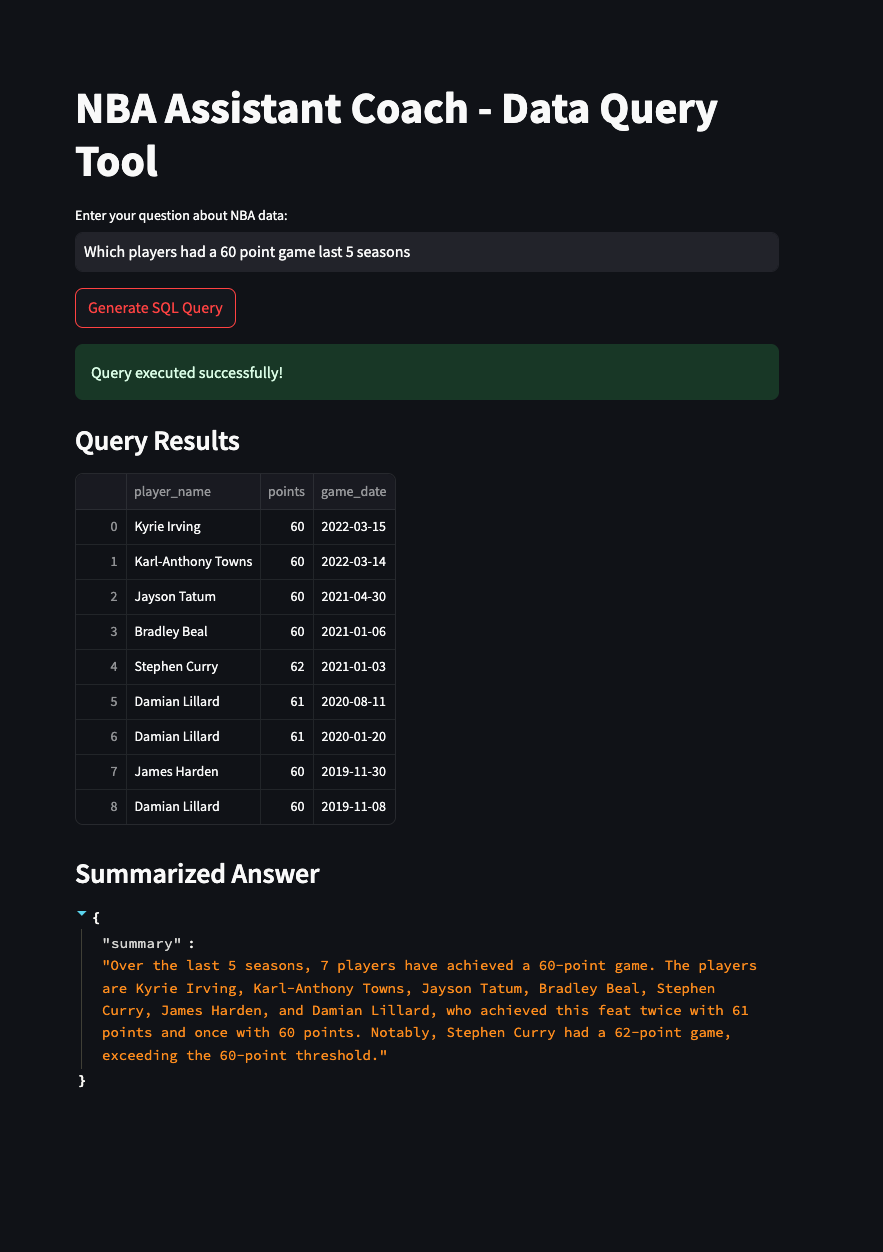 NBA Assistant Coach - Data Query
Tool
Enter your question about NBA data:
Which players had a 60 point game last 5 seasons
Generate SQL Query
Query executed successfully!
Query Results
player_name points game_date
0 Kyrie Irving 60 2022-03-15
1 Karl-Anthony Towns 60 2022-03-14
2 Jayson Tatum 60 2021-04-30
3 Bradley Beal 60 2021-01-06
4 Stephen Curry 62 2021-01-03
5 Damian Lillard 61 2020-08-11
6 Damian Lillard 61 2020-01-20
7 James Harden 60 2019-11-30
8 Damian Lillard 60 2019-11-08
Summarized Answer
{
"summary" :
"Over the last 5 seasons, 7 players have achieved a 60-point game. The players
are Kyrie Irving, Karl-Anthony Towns, Jayson Tatum, Bradley Beal, Stephen
Curry, James Harden, and Damian Lillard, who achieved this feat twice with 61
points and once with 60 points. Notably, Stephen Curry had a 62-point game,
exceeding the 60-point threshold."
}